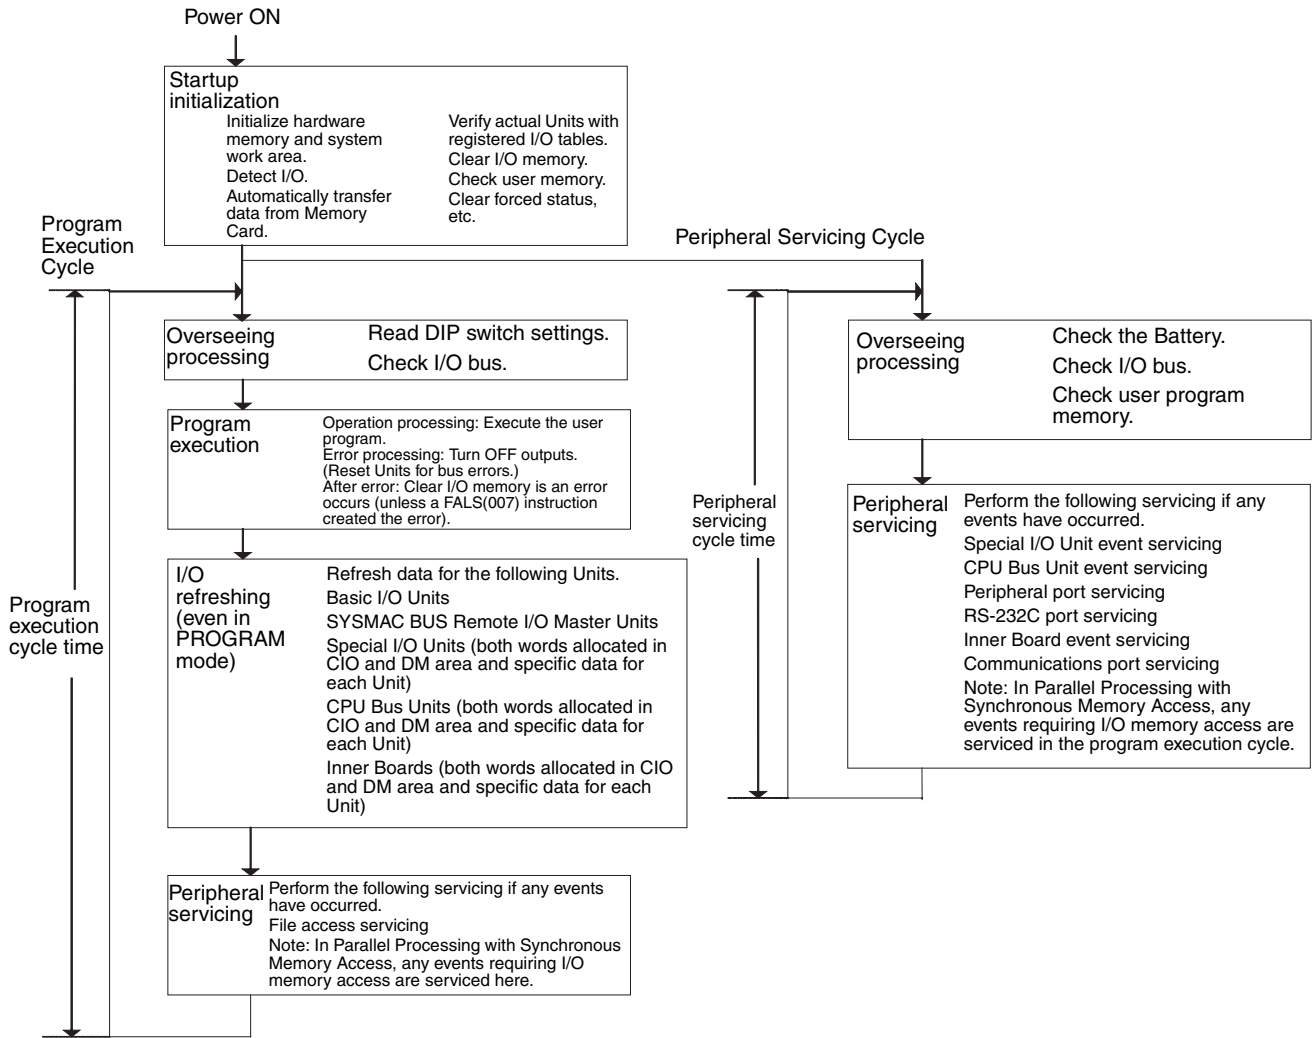 Power ON
Startup
initialization
Initialize hardware
memory and system
work area.
Detect I/O.
Automatically transfer
data from Memory
Card.
Verify actual Units with
registered I/O tables.
Clear I/O memory.
Check user memory.
Clear forced status,
etc.
Program
Execution
Cycle
Peripheral Servicing Cycle
Overseeing
processing
Read DIP switch settings.
Check I/O bus.
Program
execution
Operation processing: Execute the user
program.
Error processing: Turn OFF outputs.
(Reset Units for bus errors.)
After error: Clear I/O memory is an error
occurs (unless a FALS(007) instruction
created the error).
Program
execution
cycle time
I/O
refreshing
(even in
PROGRAM
mode)
Refresh data for the following Units.
Basic I/O Units
SYSMAC BUS Remote I/O Master Units
Special I/O Units (both words allocated in
CIO and DM area and specific data for
each Unit)
CPU Bus Units (both words allocated in
CIO and DM area and specific data for
each Unit)
Inner Boards (both words allocated in CIO
and DM area and specific data for each
Unit)
Peripheral
servicing
Perform the following servicing if any events
have occurred.
File access servicing
Note: In Parallel Processing with Synchronous
Memory Access, any events requiring I/O
memory access are serviced here.
Overseeing
processing
Check the Battery.
Check I/O bus.
Check user program
memory.
Peripheral
servicing
cycle time
Peripheral
servicing
Perform the following servicing if any
events have occurred.
Special I/O Unit event servicing
CPU Bus Unit event servicing
Peripheral port servicing
RS-232C port servicing
Inner Board event servicing
Communications port servicing
Note: In Parallel Processing with
Synchronous Memory Access, any
events requiring I/O memory access are
serviced in the program execution cycle.